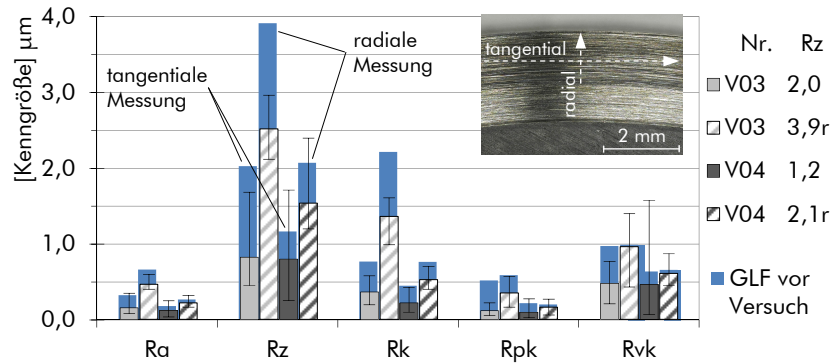 [Kenngröße] µm
4,0
3,0
2,0
1,0
0,0
tangentiale
Messung
radiale
Messung
tangential
radial
2 mm
Nr. Rz
V03 2,0
V03 3,9r
V04 1,2
V04 2,1r
GLF vor
Versuch
Ra Rz Rk Rpk Rvk